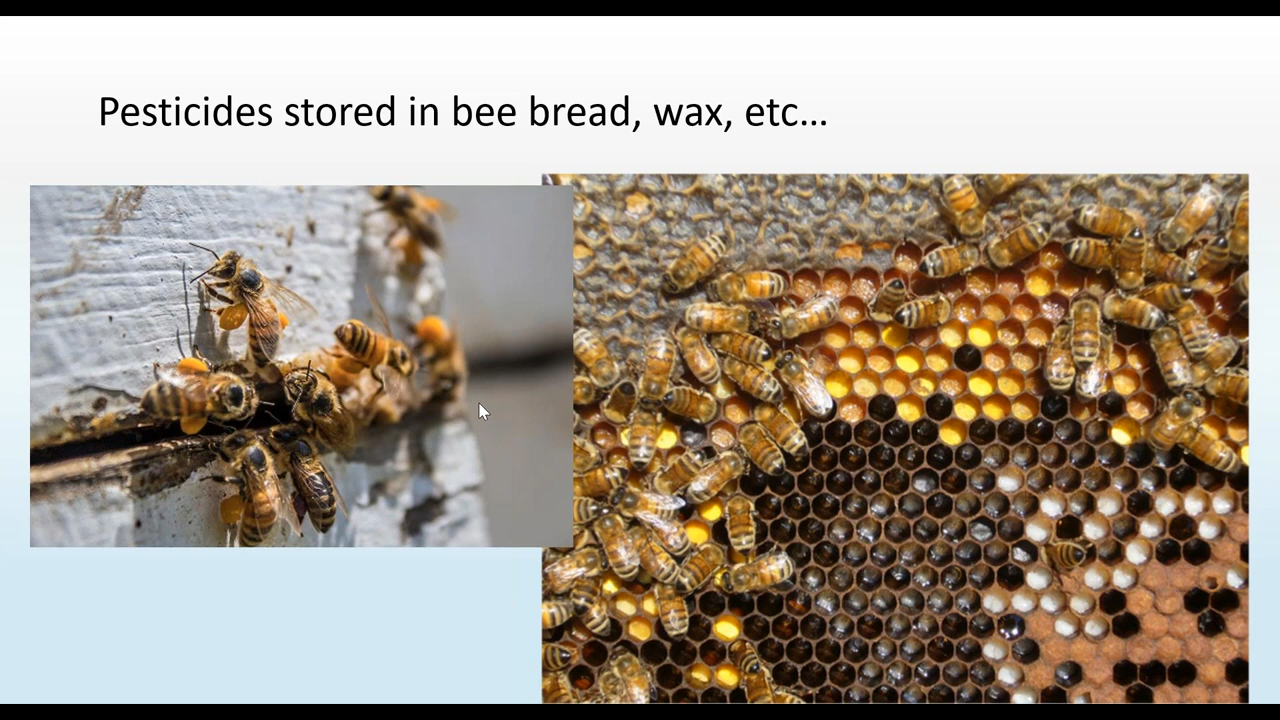 Pesticides stored in bee bread, wax, etc…